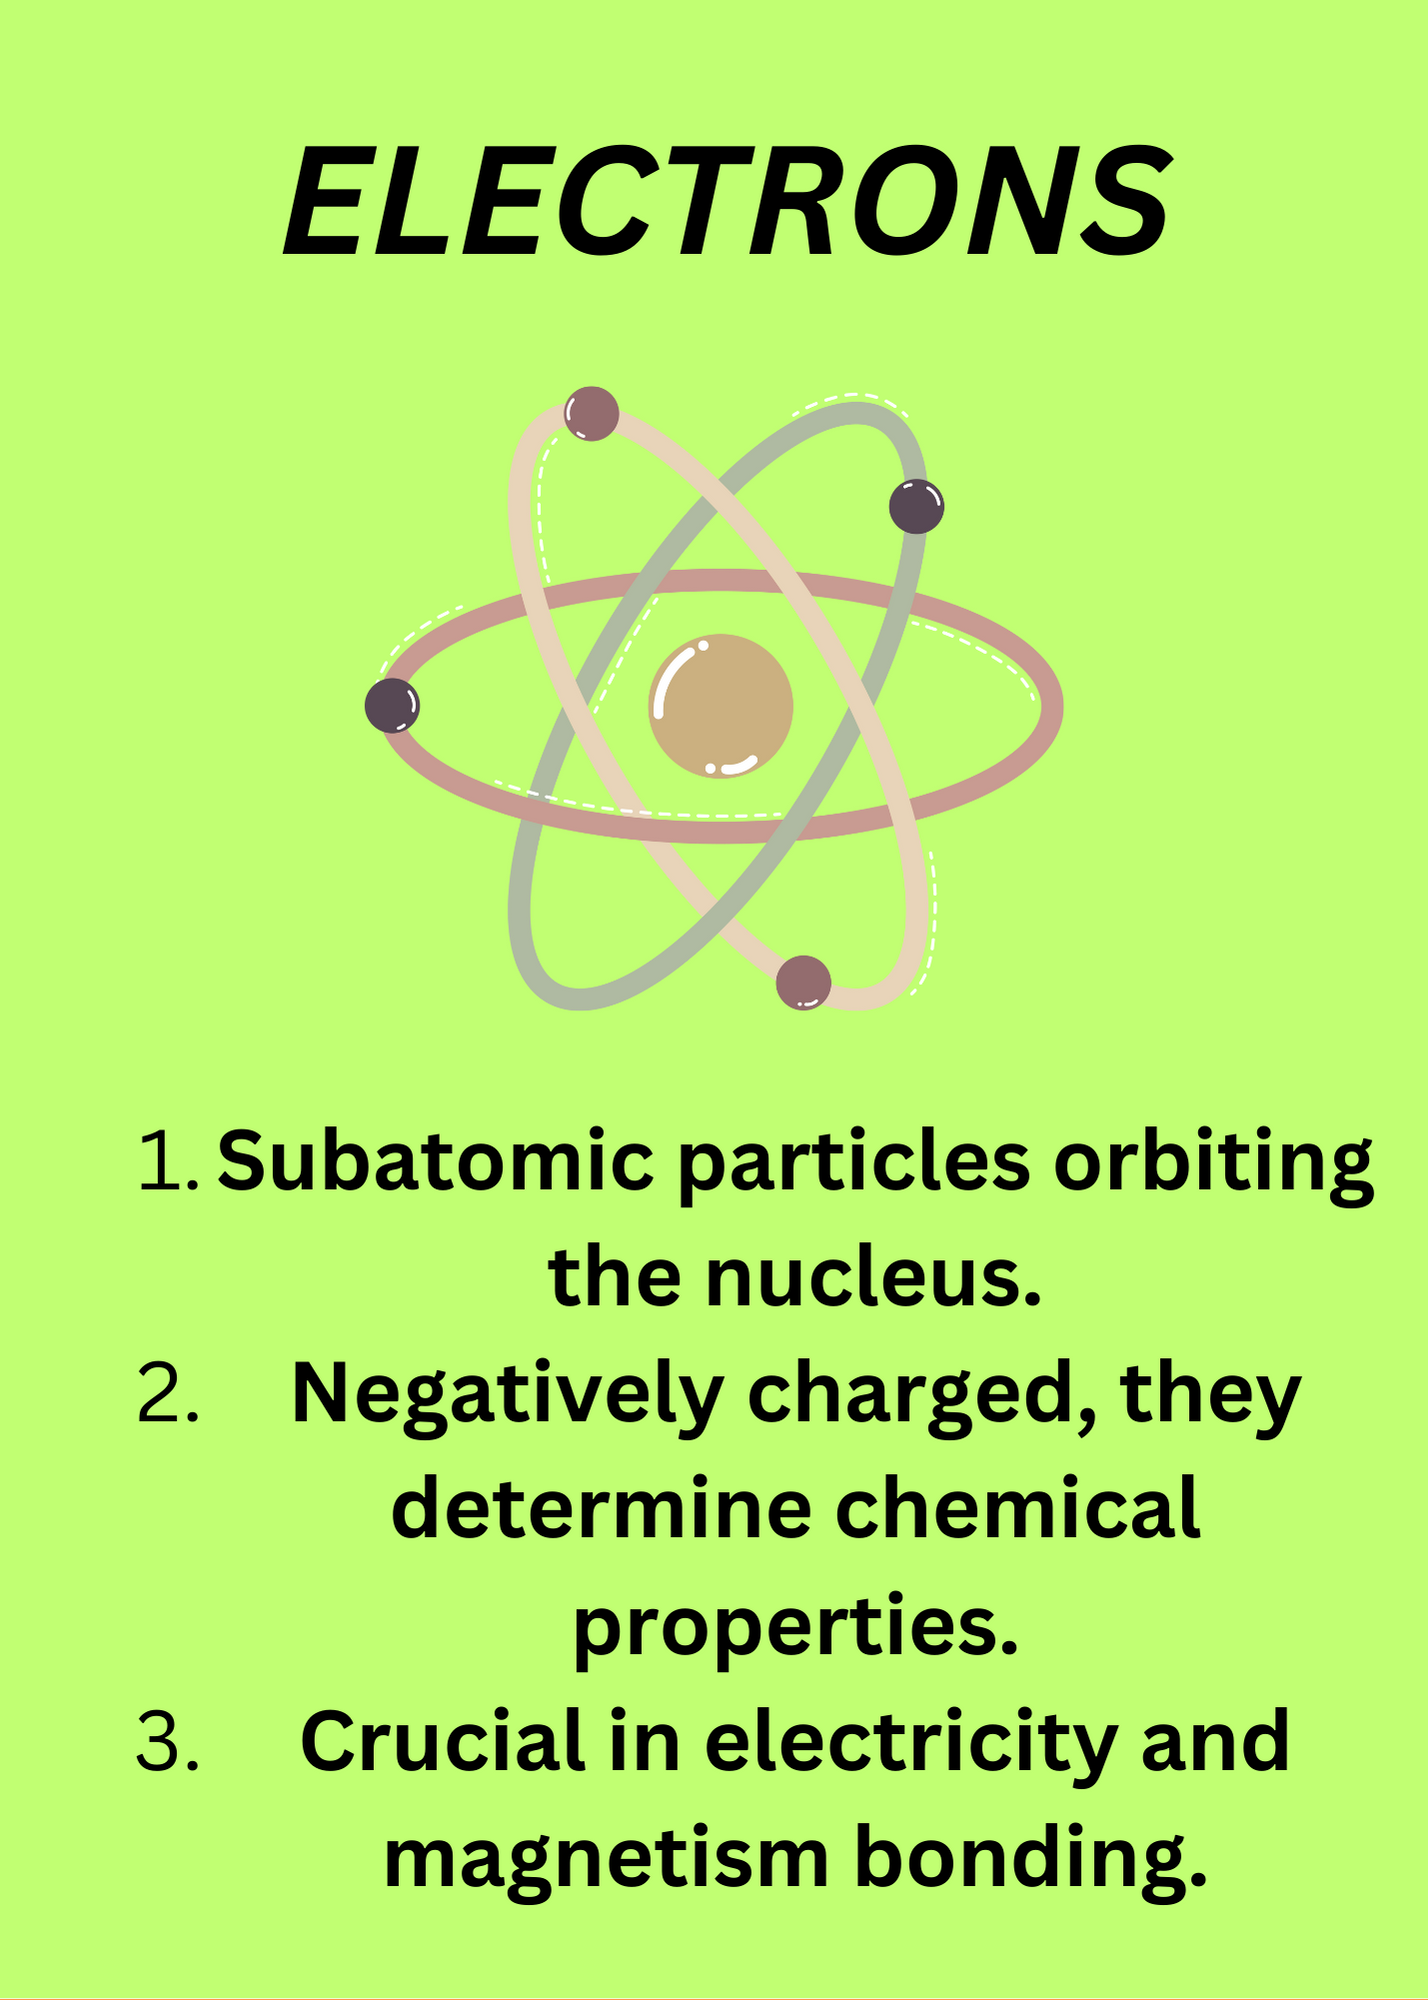 ELECTRONS
1. Subatomic particles orbiting
the nucleus.
2. Negatively charged, they
determine chemical
properties.
3. Crucial in electricity and
magnetism bonding.